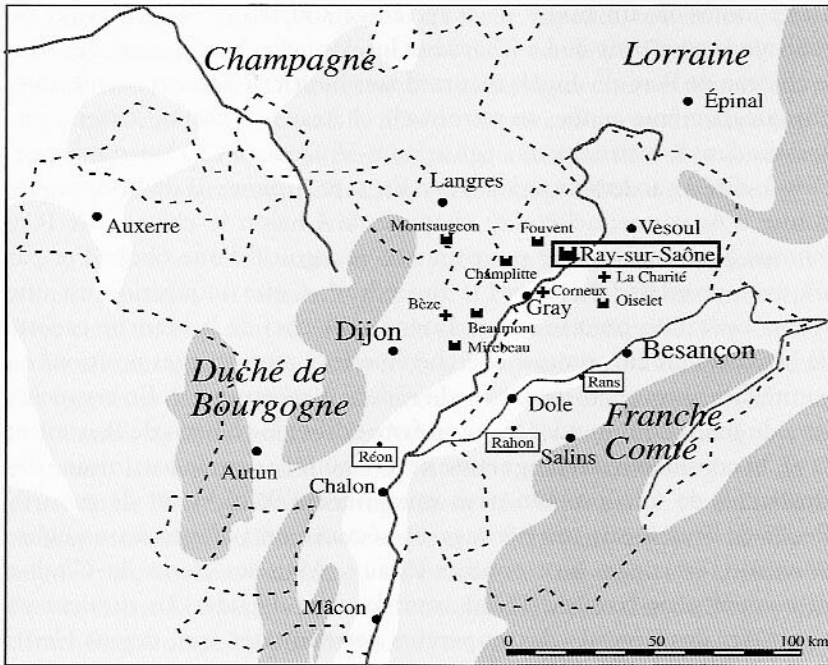 Champagne
Lorraine
Épinal
Langres
Auxerre
Montsaugeon
Fouvent
Vesoul
Ray-sur-Saône
Champlitte
La Charité
Corneux
Oiselet
Gray
Bèze
Beaumont
Mirebeau
Dijon
Besançon
Rans
Duché de
Bourgogne
Dole
Franche
Comté
Rahon
Salins
Réon
Autun
Chalon
Mâcon
0 50 100 km